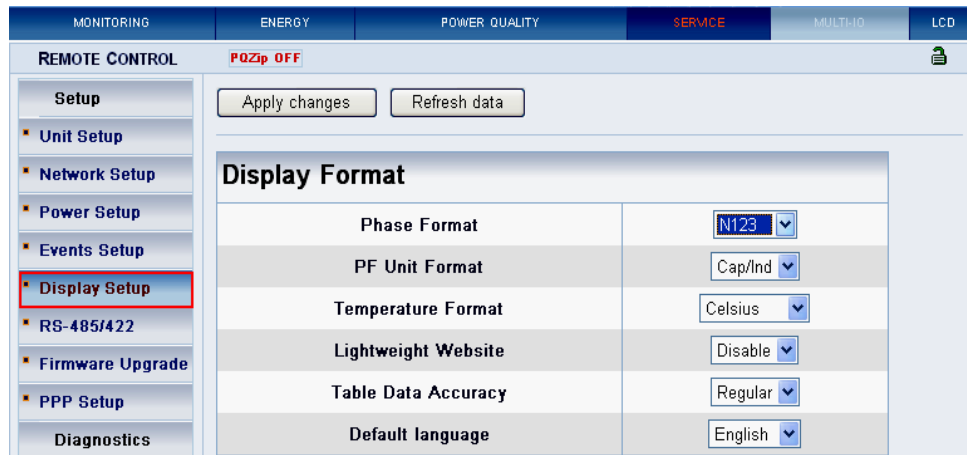 MONITORING ENERGY POWER QUALITY SERVICE MULTI-IO LCD
REMOTE CONTROL PQZip OFF
Setup
Unit Setup
Network Setup
Power Setup
Events Setup
Display Setup
RS-485/422
Firmware Upgrade
PPP Setup
Diagnostics
Apply changes Refresh data
Display Format
Phase Format N123
PF Unit Format Cap/Ind
Temperature Format Celsius
Lightweight Website Disable
Table Data Accuracy Regular
Default language English